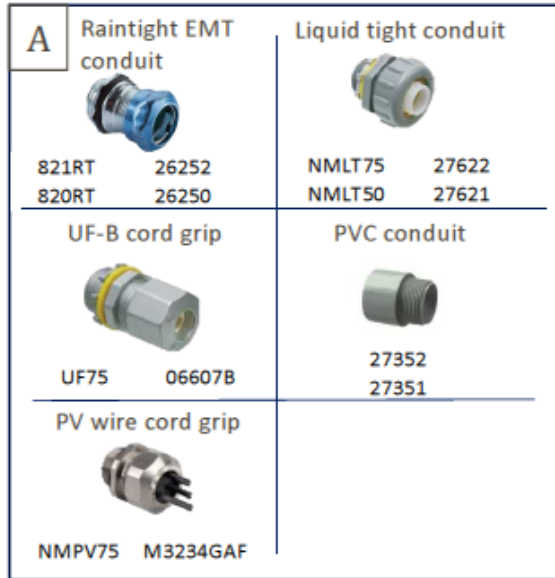 A
Raintight EMT
conduit
821RT 26252
820RT 26250
Liquid tight conduit
NMLT75 27622
NMLT50 27621
UF-B cord grip
UF75 06607B
PVC conduit
27352
27351
PV wire cord grip
NMPV75 M3234GAF